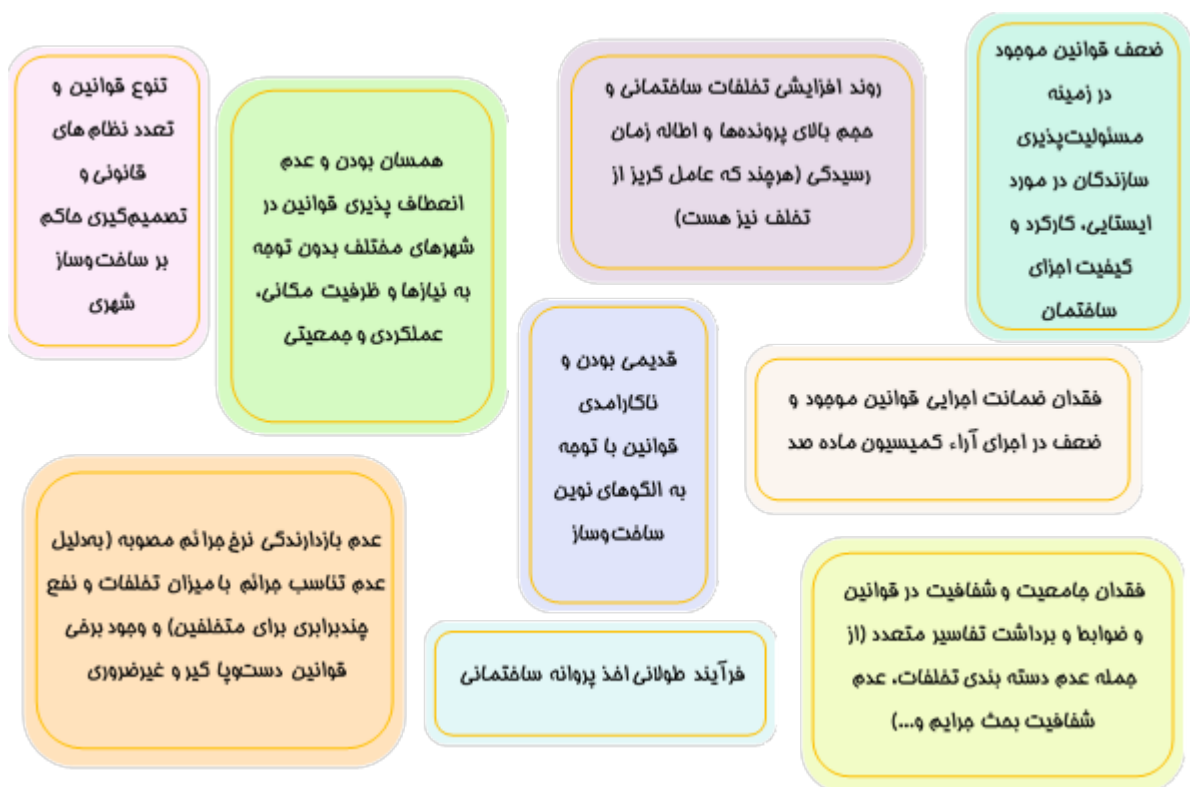 ضعف قوانین موجود
در زمینه
مسئولیت‌پذیری
سازندگان در مورد
ایستایی، کارکرد و
کیفیت اجزای
ساختمان
روند افزایشی تخلفات ساختمانی و
حجم بالای پرونده‌ها و اطاله زمان
رسیدگی (هرچند که عامل گریز از
تخلف نیز هست)
همسان بودن و عدم
انعطاف پذیری قوانین در
شهرهای مختلف بدون توجه
به نیازها و ظرفیت مکانی،
عملکردی و جمعیتی
تنوع قوانین و
تعدد نظام های
قانونی و
تصمیم‌گیری حاکم
بر ساخت‌وساز
شهری
فقدان ضمانت اجرایی قوانین موجود و
ضعف در اجرای آراء کمیسیون ماده صد
قدیمی بودن و
ناکارامدی
قوانین با توجه
به الگوهای نوین
ساخت‌وساز
عدم بازدارندگی نرخ جرائم مصوبه (به‌دلیل
عدم تناسب جرائم با میزان تخلفات و نفع
چندبرابری برای متخلفین) و وجود برخی
قوانین دست‌وپا گیر و غیرضروری
فقدان جامعیت و شفافیت در قوانین
و ضوابط و برداشت تفاسیر متعدد (از
جمله عدم دسته بندی تخلفات، عدم
شفافیت بحث جرایم و...)
فرآیند طولانی اخذ پروانه ساختمانی